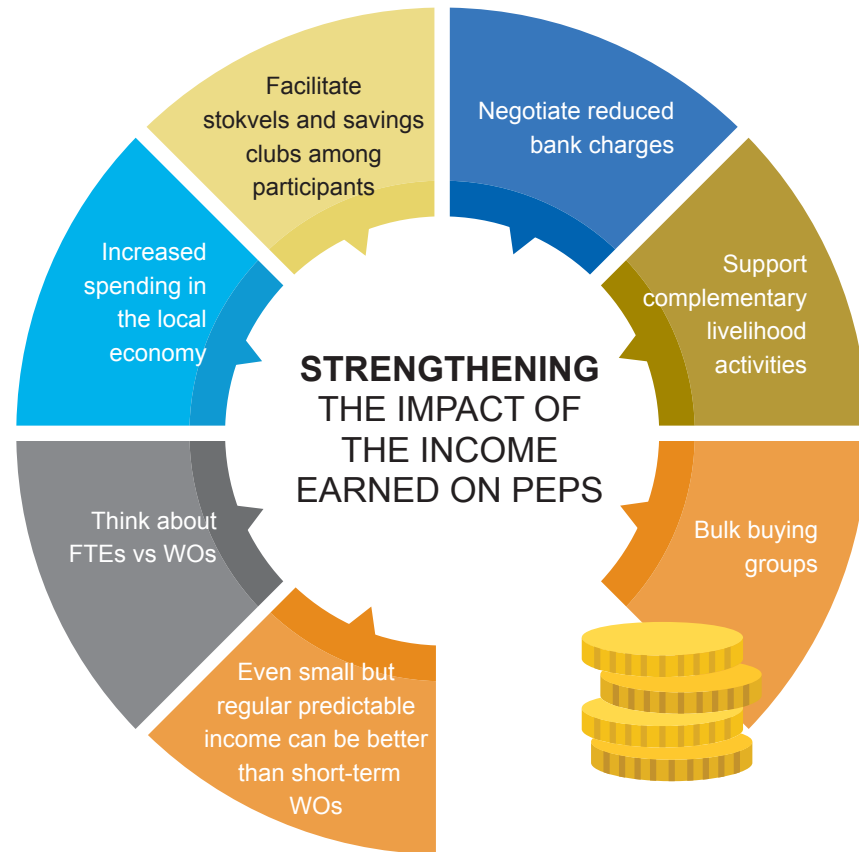 STRENGTHENING
THE IMPACT OF
THE INCOME
EARNED ON PEPS
Negotiate reduced
bank charges
Support
complementary
livelihood
activities
Bulk buying
groups
Even small but
regular predictable
income can be better
than short-term
WOs
Think about
FTEs vs WOs
Increased
spending in
the local
economy
Facilitate
stokvels and savings
clubs among
participants